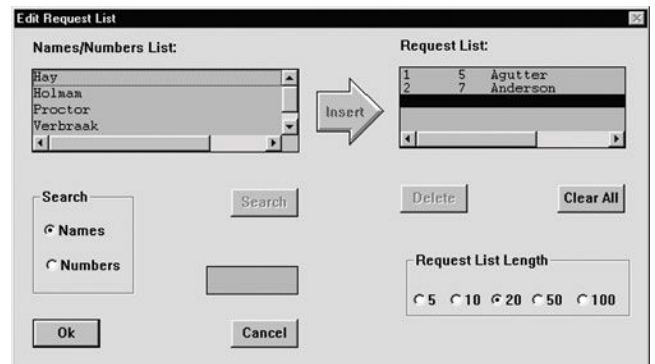 Edit Request List
Names/Numbers List:
Hay
Holmam
Proctor
Verbraak
Insert
Request List:
1 5 Agutter
2 7 Anderson
Search
Names
Numbers
Search
Delete
Clear All
Request List Length
5 10 20 50 100
Ok
Cancel